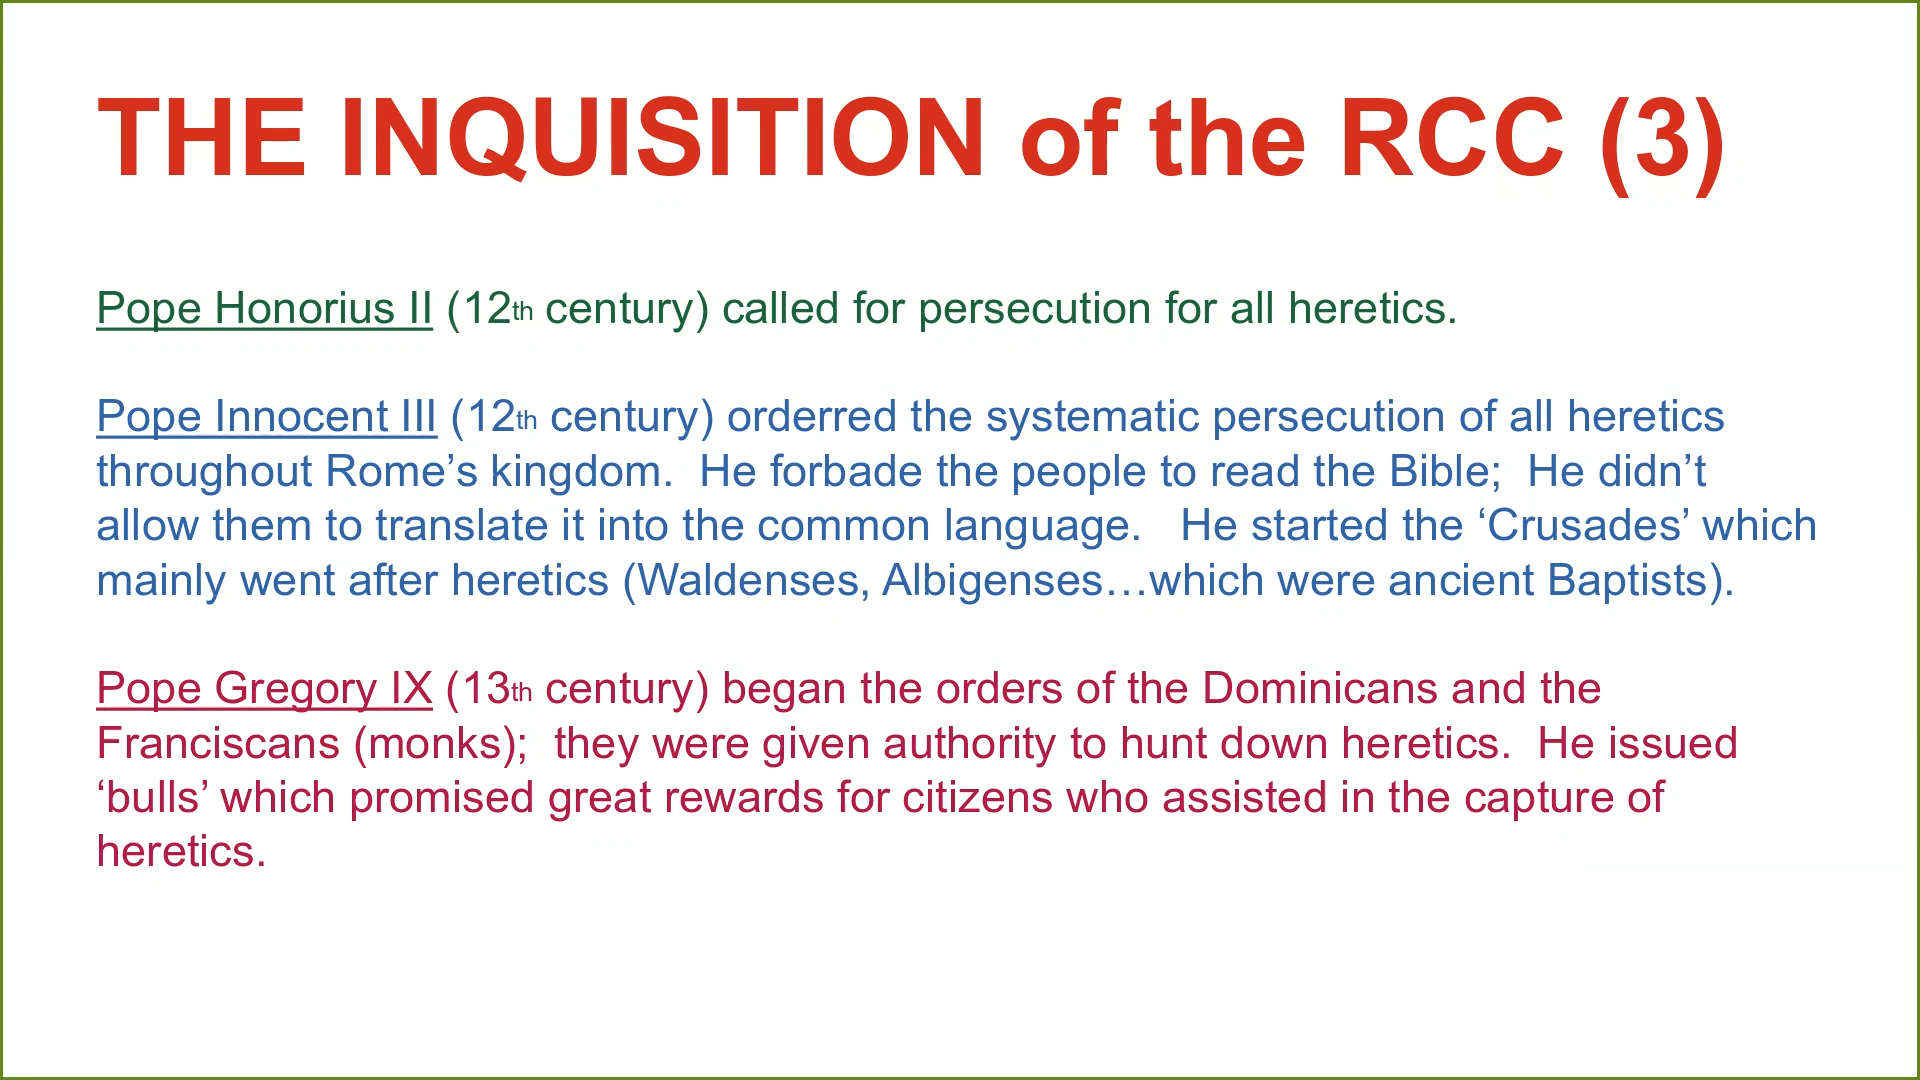 THE INQUISITION of the RCC (3)
Pope Honorius II (12th century) called for persecution for all heretics.
Pope Innocent III (12th century) orderred the systematic persecution of all heretics
throughout Rome’s kingdom.  He forbade the people to read the Bible;  He didn’t
allow them to translate it into the common language.   He started the ‘Crusades’ which
mainly went after heretics (Waldenses, Albigenses…which were ancient Baptists).
Pope Gregory IX (13th century) began the orders of the Dominicans and the
Franciscans (monks);  they were given authority to hunt down heretics.  He issued
‘bulls’ which promised great rewards for citizens who assisted in the capture of
heretics.